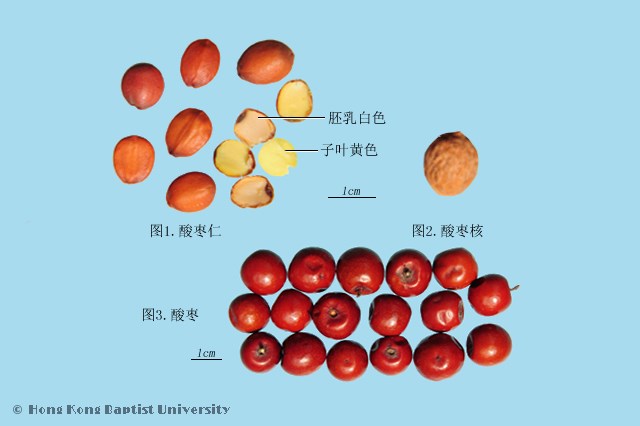 胚乳白色
子叶黄色
1cm
图1.酸枣仁
图2.酸枣核
图3.酸枣
1cm
© Hong Kong Baptist University